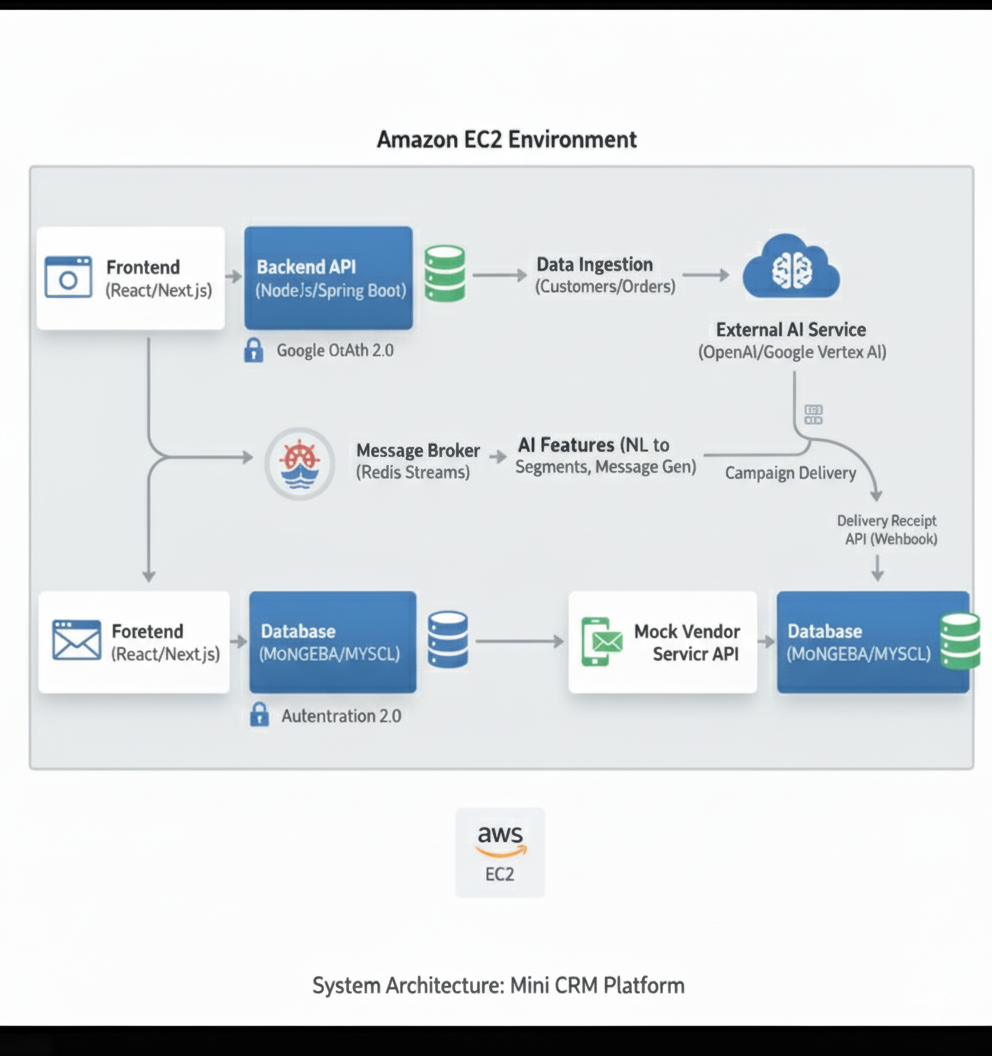 Amazon EC2 Environment
Frontend
(React/Next.js)
Backend API
(NodeJs/Spring Boot)
Google OtAth 2.0
Data Ingestion
(Customers/Orders)
External AI Service
(OpenAI/Google Vertex AI)
Message Broker
(Redis Streams)
AI Features (NL to
Segments, Message Gen)
Campaign Delivery
Delivery Receipt
API (Wehbook)
Foretend
(React/Next.js)
Database
(MoNGEBA/MYSCL)
Autentration 2.0
Mock Vendor
Servicr API
Database
(MoNGEBA/MYSCL)
aws
EC2
System Architecture: Mini CRM Platform